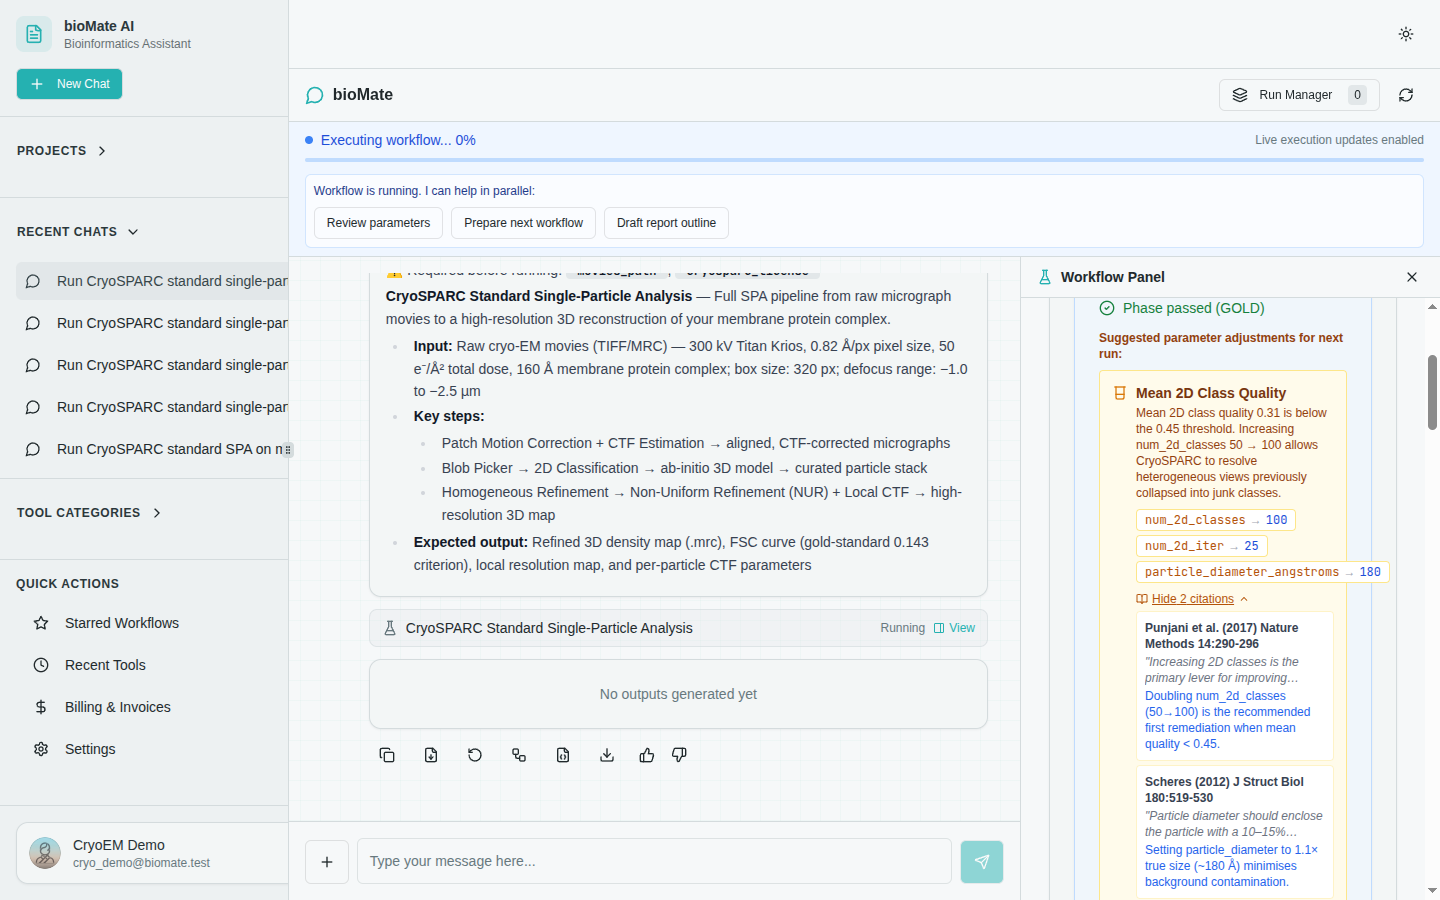 bioMate AI
Bioinformatics Assistant
New Chat
PROJECTS
RECENT CHATS
Run CryoSPARC standard single-par
Run CryoSPARC standard single-par
Run CryoSPARC standard single-par
Run CryoSPARC standard single-par
Run CryoSPARC standard SPA on m
TOOL CATEGORIES
QUICK ACTIONS
Starred Workflows
Recent Tools
Billing & Invoices
Settings
CryoEM Demo
cryo_demo@biomate.test
bioMate
Run Manager 0
Executing workflow... 0%
Live execution updates enabled
Workflow is running. I can help in parallel:
Review parameters
Prepare next workflow
Draft report outline
Required before running: movies_path, cryosparc_license
CryoSPARC Standard Single-Particle Analysis — Full SPA pipeline from raw micrograph
movies to a high-resolution 3D reconstruction of your membrane protein complex.
Input: Raw cryo-EM movies (TIFF/MRC) — 300 kV Titan Krios, 0.82 Å/px pixel size, 50
e⁻/Å² total dose, 160 Å membrane protein complex; box size: 320 px; defocus range: −1.0
to −2.5 µm
Key steps:
Patch Motion Correction + CTF Estimation → aligned, CTF-corrected micrographs
Blob Picker → 2D Classification → ab-initio 3D model → curated particle stack
Homogeneous Refinement → Non-Uniform Refinement (NUR) + Local CTF → high-
resolution 3D map
Expected output: Refined 3D density map (.mrc), FSC curve (gold-standard 0.143
criterion), local resolution map, and per-particle CTF parameters
CryoSPARC Standard Single-Particle Analysis
Running
View
No outputs generated yet
Type your message here...
Workflow Panel
Phase passed (GOLD)
Suggested parameter adjustments for next
run:
Mean 2D Class Quality
Mean 2D class quality 0.31 is below
the 0.45 threshold. Increasing
num_2d_classes 50 → 100 allows
CryoSPARC to resolve
heterogeneous views previously
collapsed into junk classes.
num_2d_classes → 100
num_2d_iter → 25
particle_diameter_angstroms → 180
Hide 2 citations
Punjani et al. (2017) Nature
Methods 14:290-296
"Increasing 2D classes is the
primary lever for improving…
Doubling num_2d_classes
(50→100) is the recommended
first remediation when mean
quality < 0.45.
Scheres (2012) J Struct Biol
180:519-530
"Particle diameter should enclose
the particle with a 10–15%…
Setting particle_diameter to 1.1×
true size (~180 Å) minimises
background contamination.